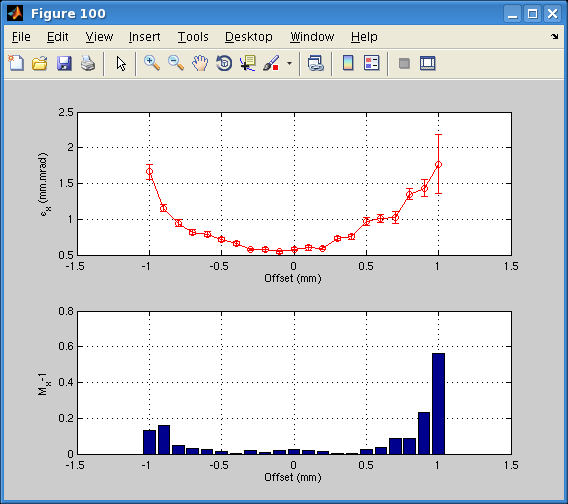 Figure 100
File Edit View Insert Tools Desktop Window Help
2.5
2
1.5
1
0.5
εx (mm.mrad)
-1.5 -1 -0.5 0 0.5 1 1.5
Offset (mm)
0.8
0.6
0.4
0.2
0
Mx-1
-1.5 -1 -0.5 0 0.5 1 1.5
Offset (mm)